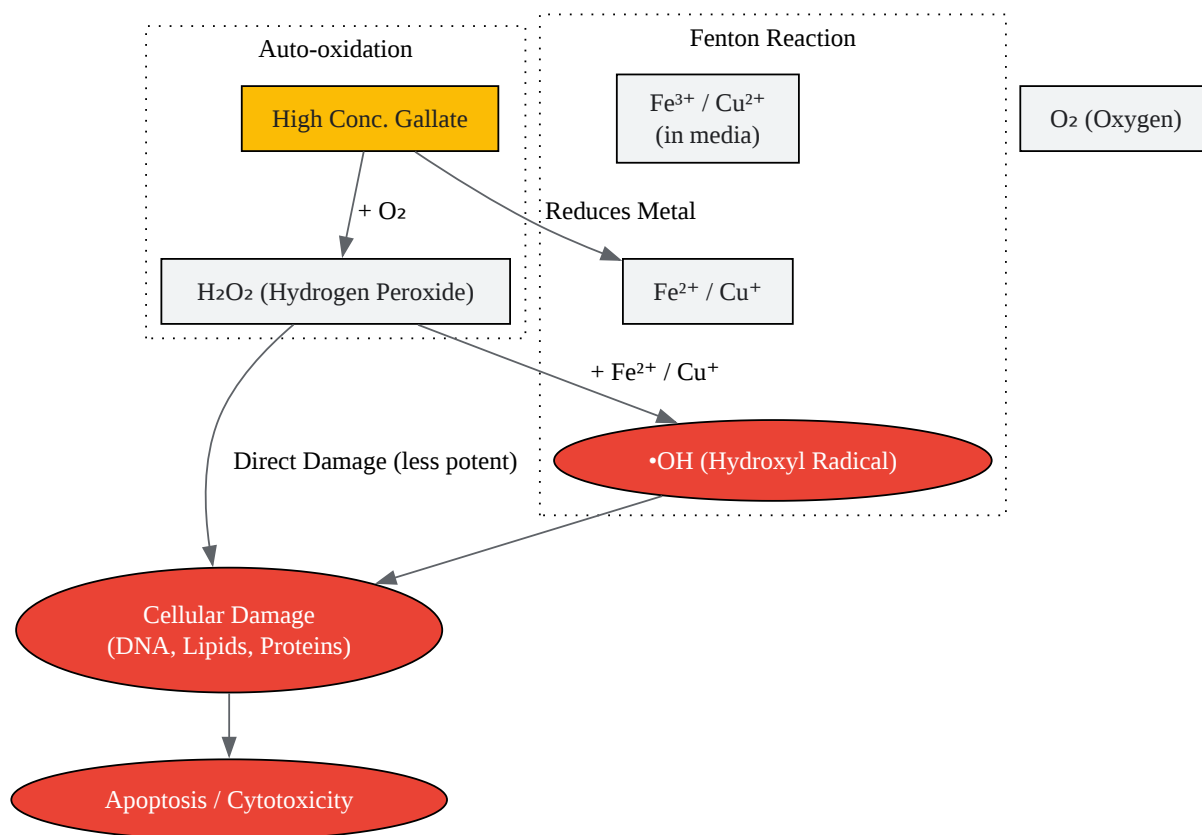 Auto-oxidation
Fenton Reaction
High Conc. Gallate
Fe³⁺ / Cu²⁺
(in media)
O₂ (Oxygen)
+ O₂
Reduces Metal
H₂O₂ (Hydrogen Peroxide)
Fe²⁺ / Cu⁺
+ Fe²⁺ / Cu⁺
Direct Damage (less potent)
•OH (Hydroxyl Radical)
Cellular Damage
(DNA, Lipids, Proteins)
Apoptosis / Cytotoxicity